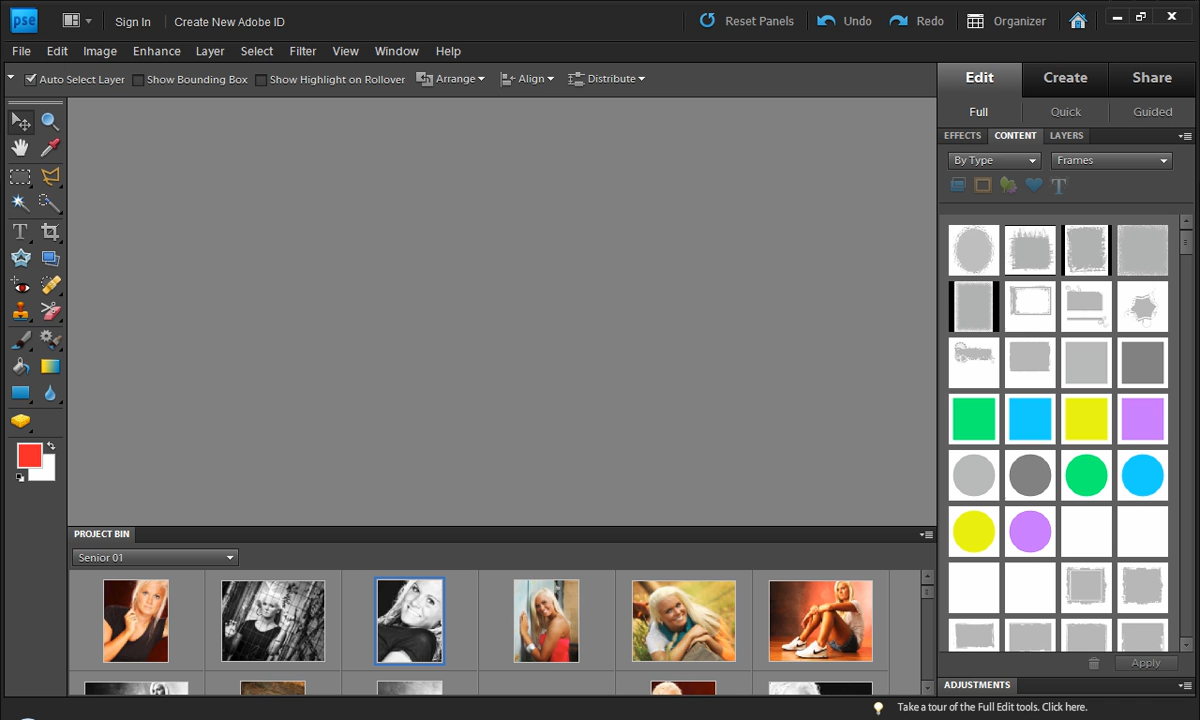 pse Sign In Create New Adobe ID Reset Panels Undo Redo Organizer
File Edit Image Enhance Layer Select Filter View Window Help
Auto Select Layer Show Bounding Box Show Highlight on Rollover Arrange Align Distribute
Edit Create Share
Full Quick Guided
EFFECTS CONTENT LAYERS
By Type Frames
T
T
PROJECT BIN
Senior 01
Apply
ADJUSTMENTS
Take a tour of the Full Edit tools. Click here.